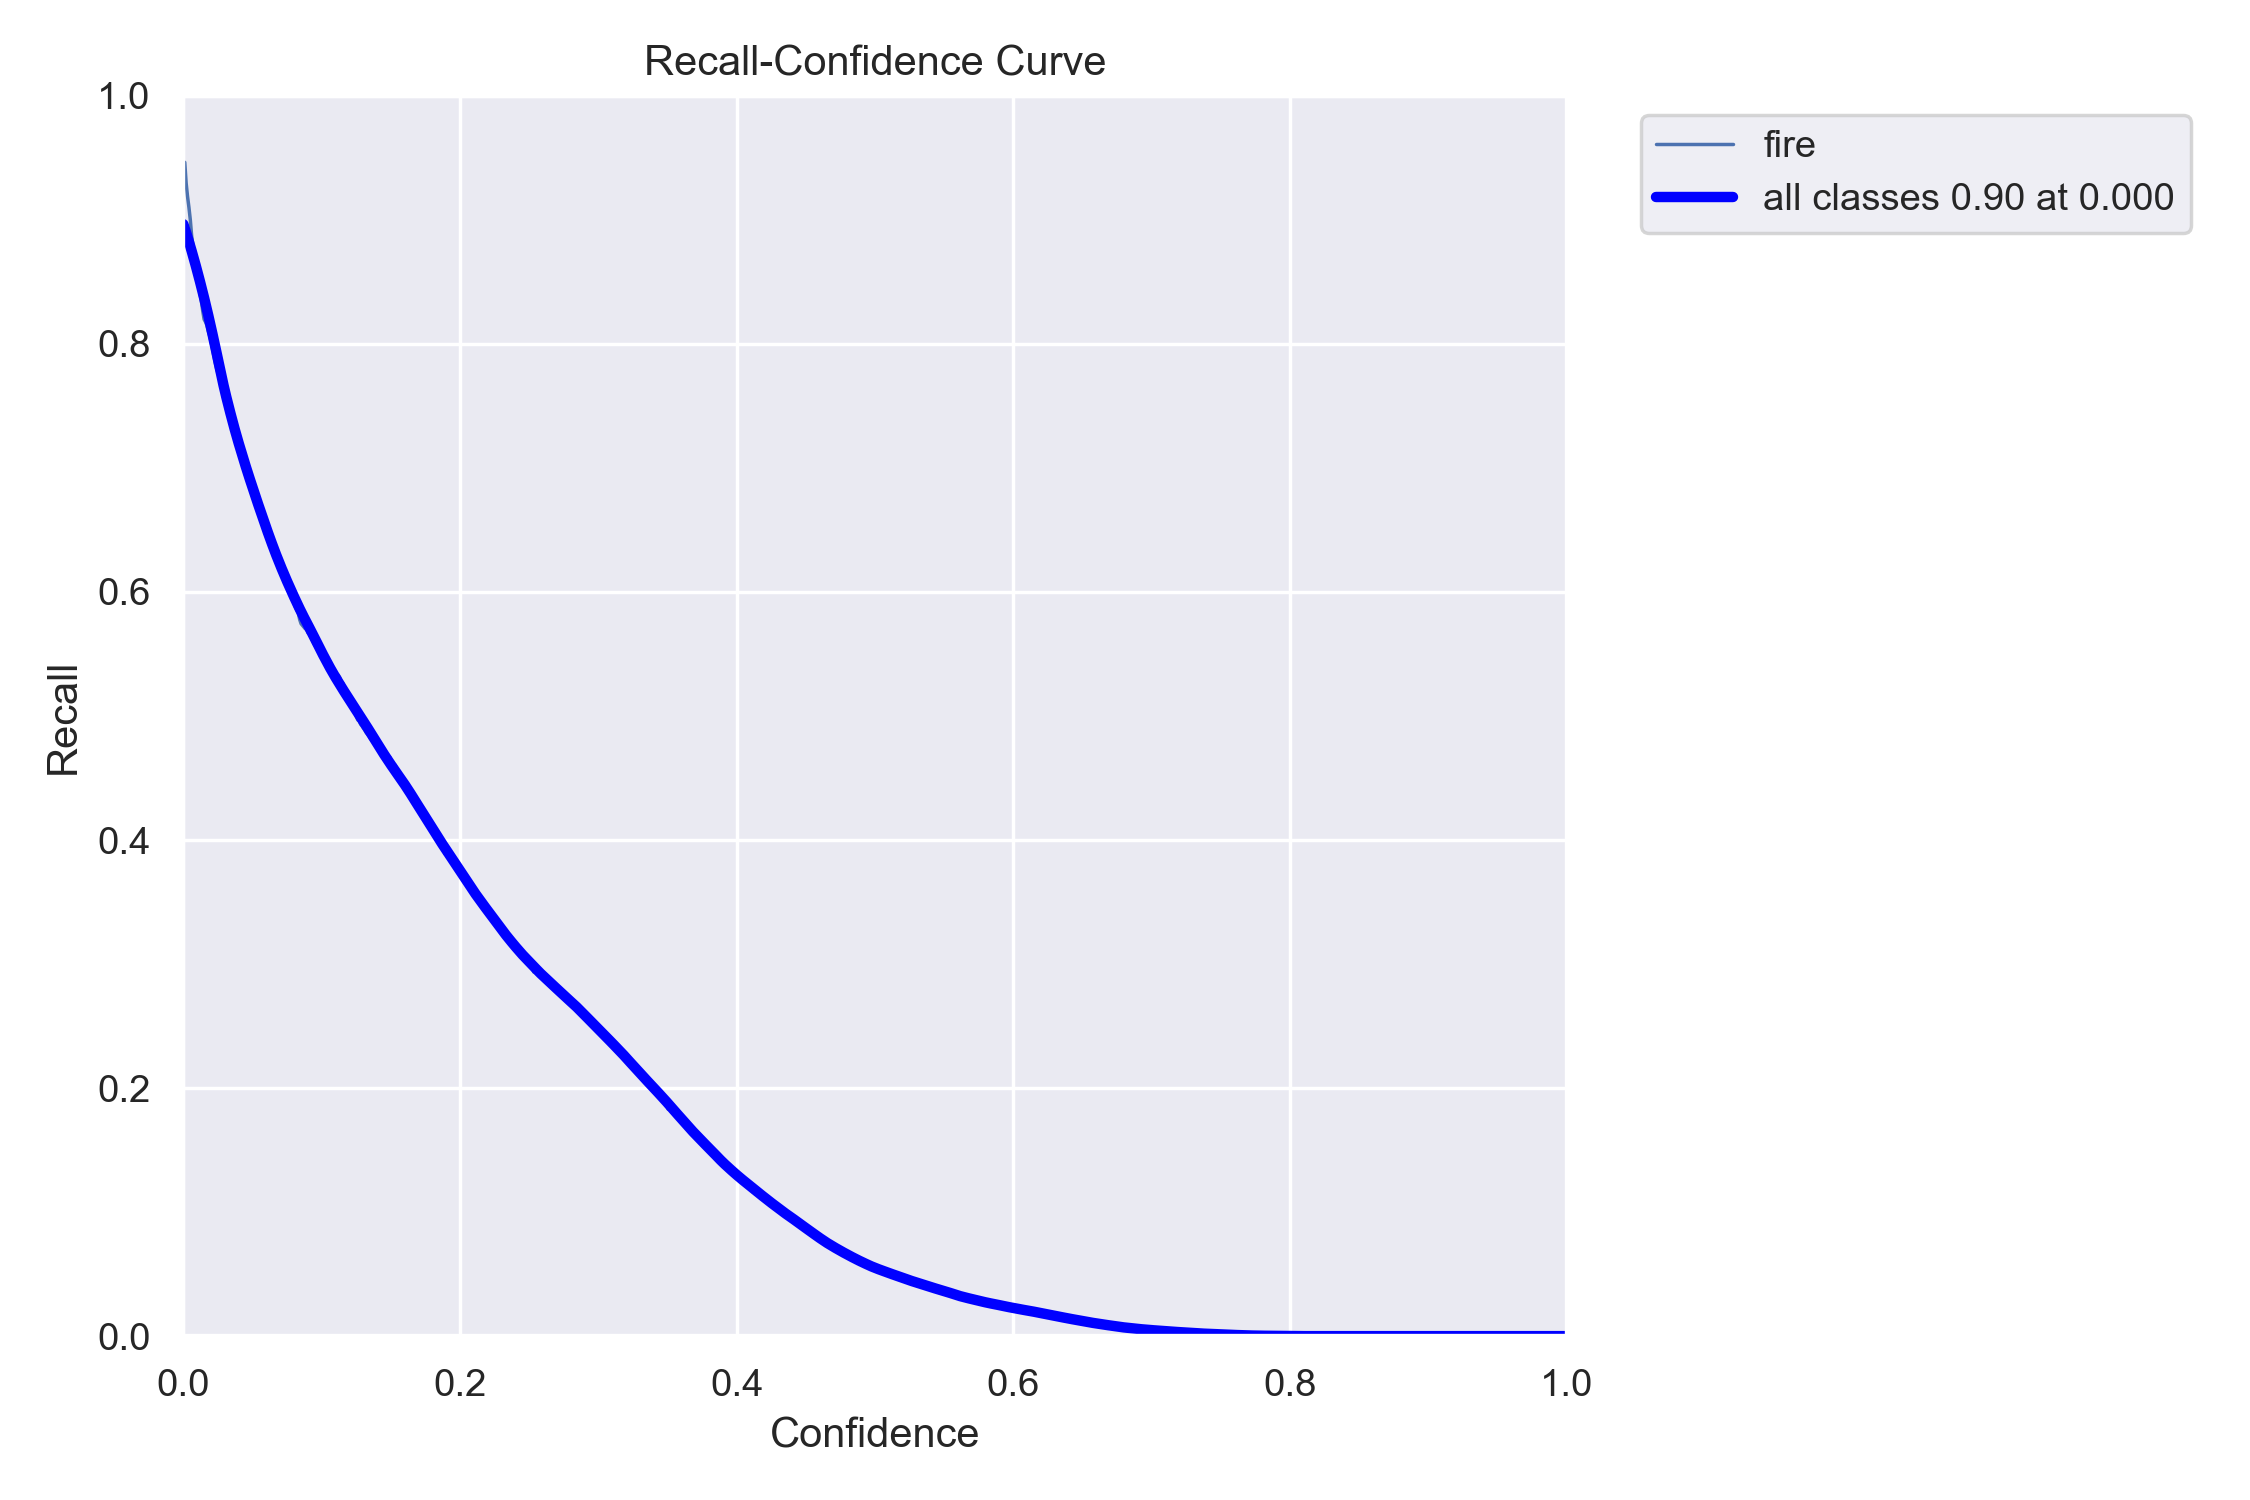 Recall-Confidence Curve
1.0
0.8
0.6
0.4
0.2
0.0
Recall
0.0 0.2 0.4 0.6 0.8 1.0
Confidence
fire
all classes 0.90 at 0.000